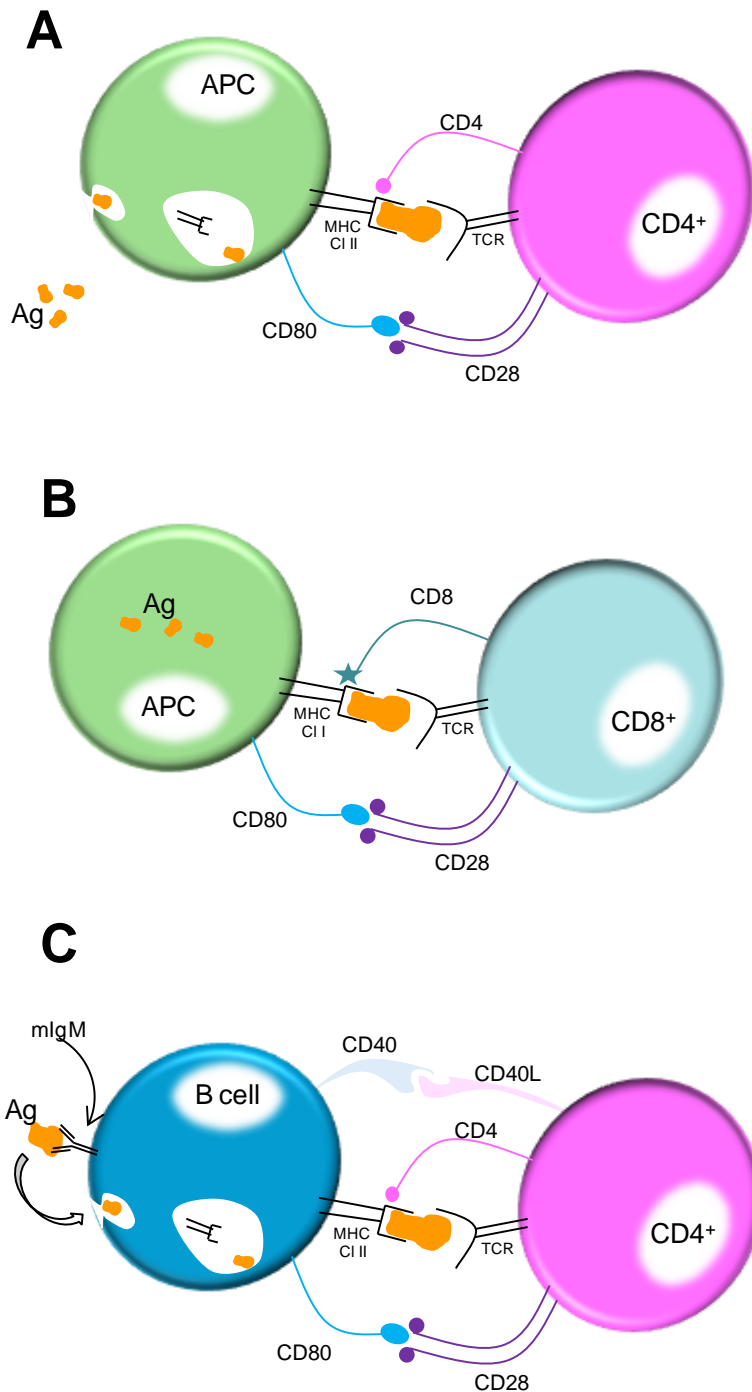 A
APC
CD4
CD4+
MHC
Cl II
TCR
Ag
CD80
CD28
B
Ag
CD8
APC
MHC
Cl I
TCR
CD8+
CD80
CD28
C
mIgM
CD40
CD40L
Ag
B cell
CD4
CD4+
MHC
Cl II
TCR
CD80
CD28